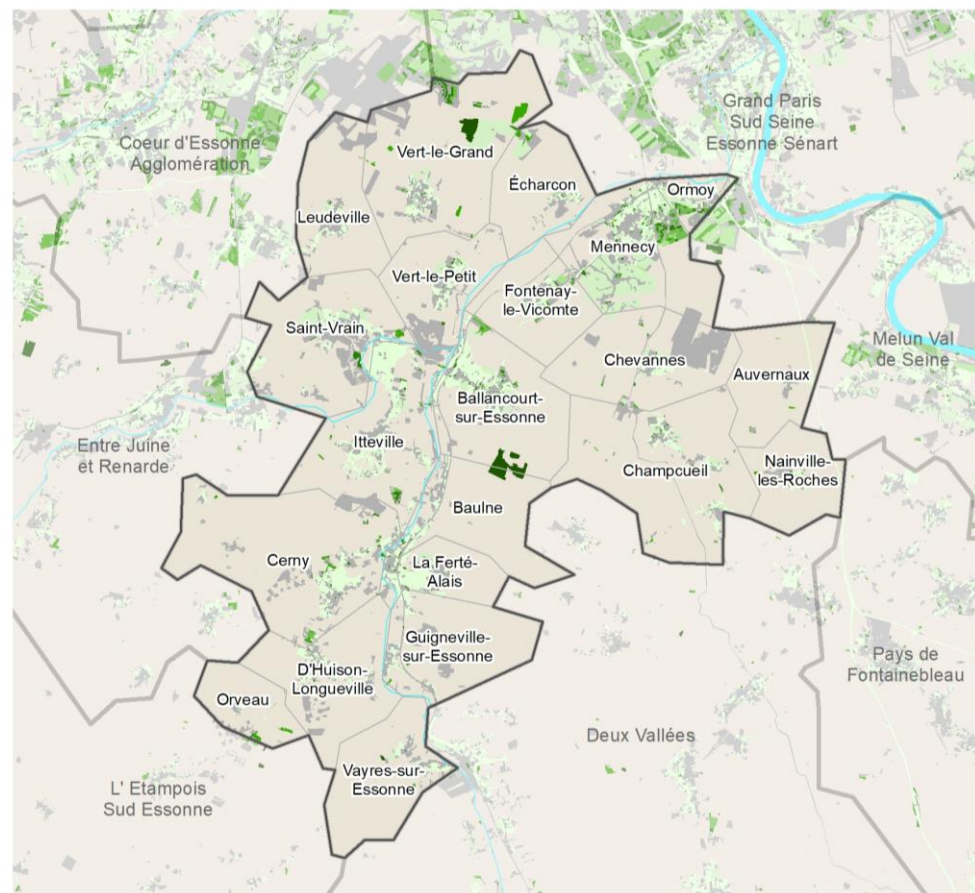 Grand Paris
Sud Seine
Essonne Sénart
Coeur d'Essonne
Agglomération
Vert-le-Grand
Écharcon
Ormoy
Leudeville
Mennecy
Vert-le-Petit
Fontenay-
le-Vicomte
Saint-Vrain
Chevannes
Melun Val
de Seine
Auvernaux
Ballancourt-
sur-Essonne
Entre Juine
et Renarde
Itteville
Champcueil
Nainville-
les-Roches
Baulne
Cerny
La Ferté-
Alais
Guigneville-
sur-Essonne
Pays de
Fontainebleau
D'Huison-
Longueville
Orveau
Deux Vallées
Vayres-sur-
Essonne
L' Etampois
Sud Essonne